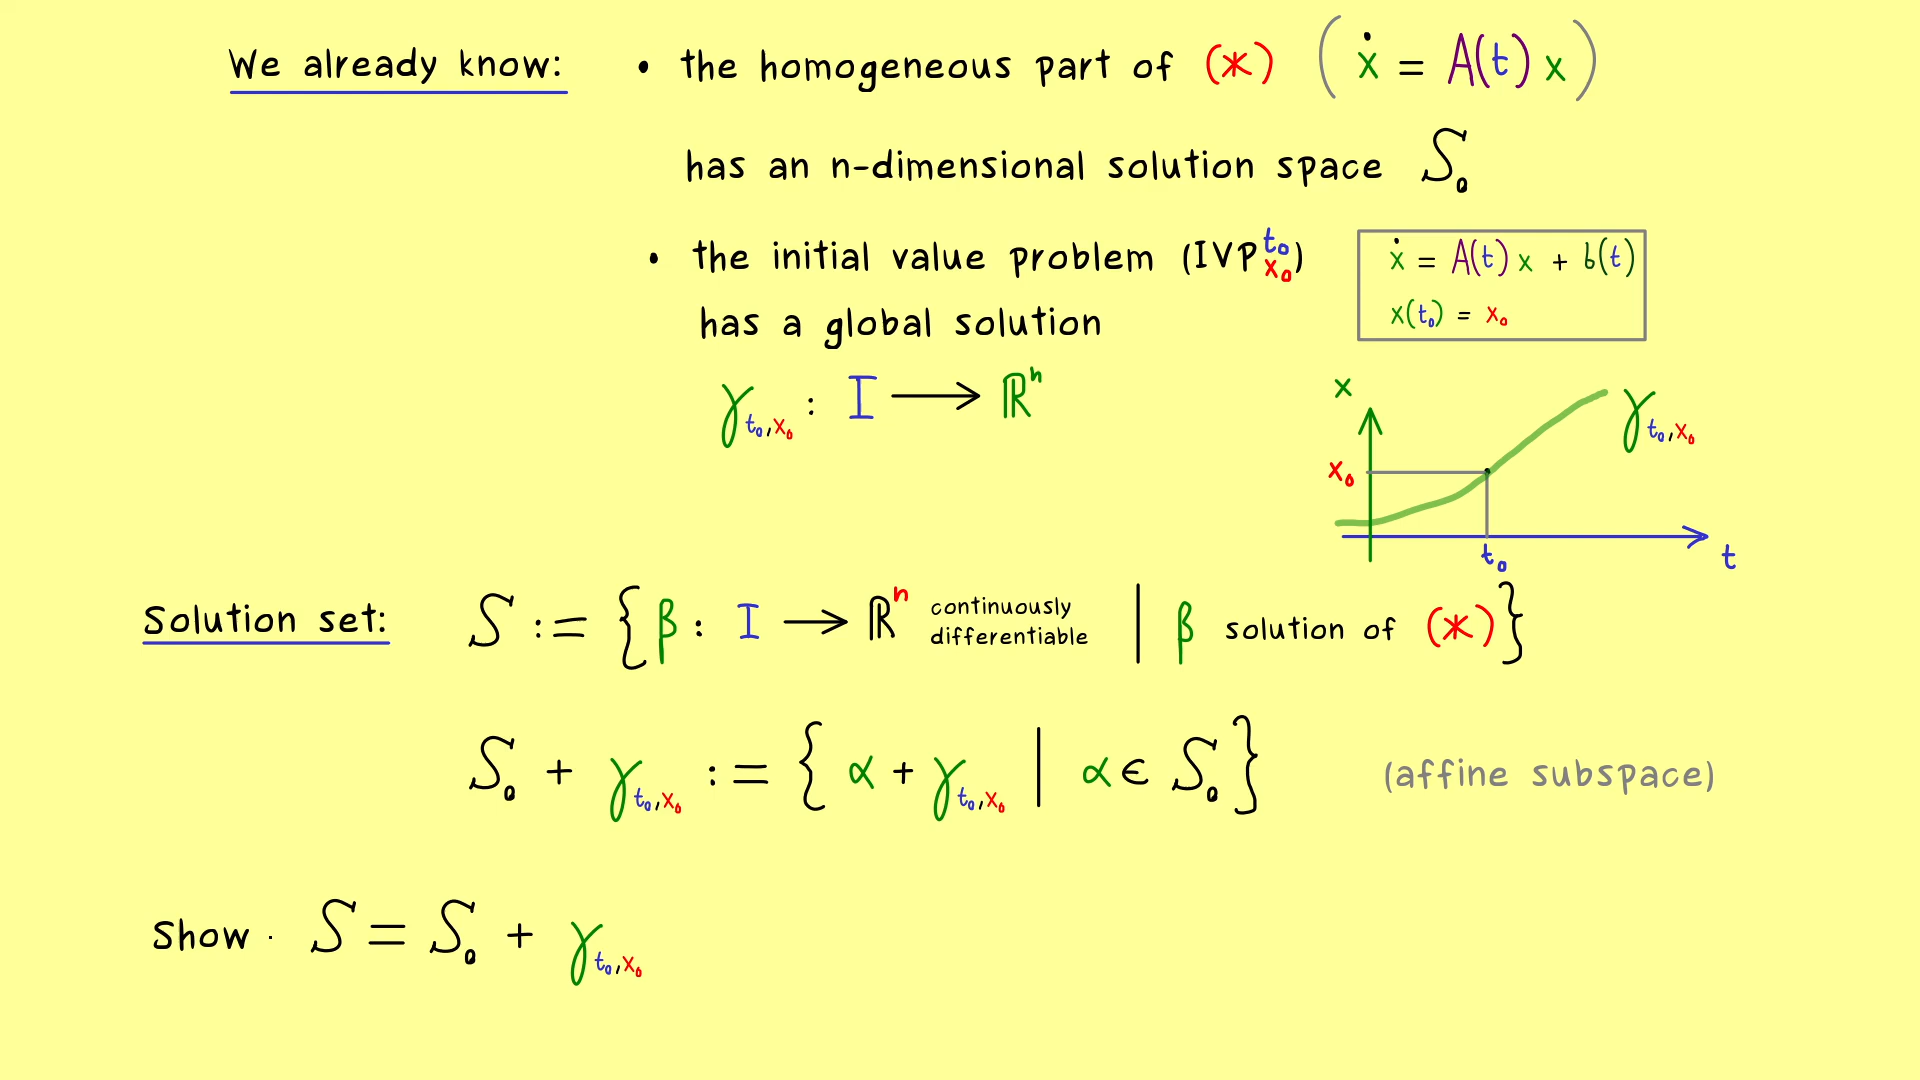 We already know: • the homogeneous part of (*) (ẋ = A(t) x)
has an n-dimensional solution space S₀
• the initial value problem (IVP^{t₀}_{x₀})
has a global solution
ẋ = A(t) x + b(t)
x(t₀) = x₀
γ_{t₀,x₀} : I ⟶ ℝⁿ
x
x₀
γ_{t₀,x₀}
t₀
t
Solution set: S := { β : I ⟶ ℝⁿ continuously differentiable | β solution of (*) }
S₀ + γ_{t₀,x₀} := { α + γ_{t₀,x₀} | α ∈ S₀ } (affine subspace)
Show · S = S₀ + γ_{t₀,x₀}